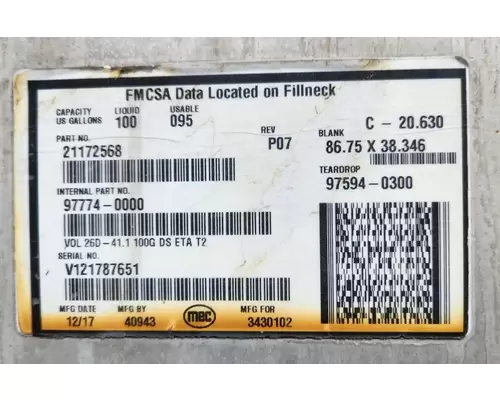 FMCSA Data Located on Fillneck
CAPACITY LIQUID USABLE
US GALLONS 100 095
C - 20.630
REV BLANK
P07 86.75 X 38.346
PART NO.
21172568
TEARDROP
97594-0300
INTERNAL PART NO.
97774-0000
VOL 26D-41.1 100G DS ETA T2
SERIAL NO.
V121787651
MFG DATE MFG BY MFG FOR
12/17 40943 mec 3430102